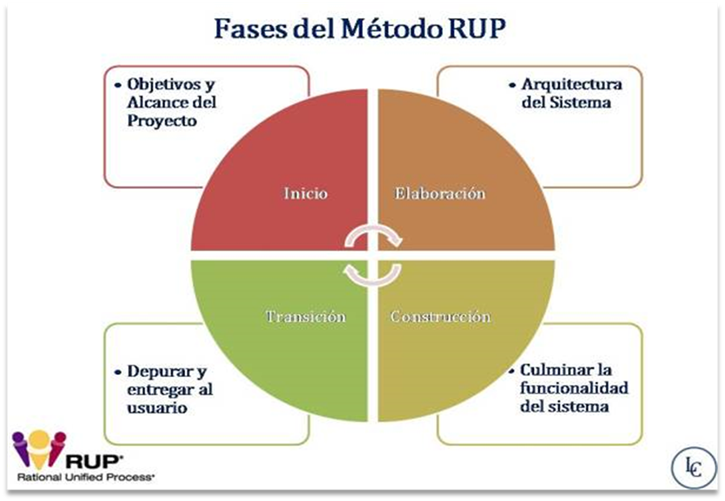 Fases del Método RUP
• Objetivos y
Alcance del
Proyecto
• Arquitectura
del Sistema
Inicio
Elaboración
Transición
Construcción
• Depurar y
entregar al
usuario
• Culminar la
funcionalidad
del sistema
RUP®
Rational Unified Process®
LC